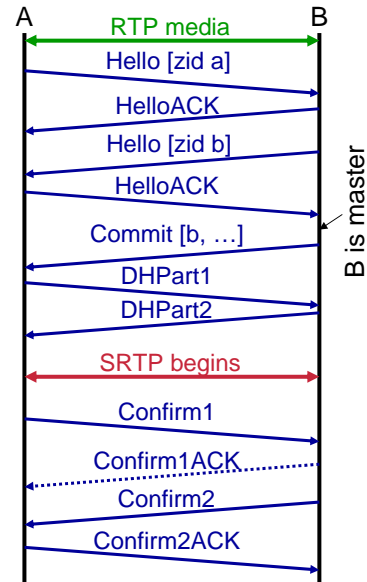 A
B
RTP media
Hello [zid a]
HelloACK
Hello [zid b]
HelloACK
B is master
Commit [b, …]
DHPart1
DHPart2
SRTP begins
Confirm1
Confirm1ACK
Confirm2
Confirm2ACK